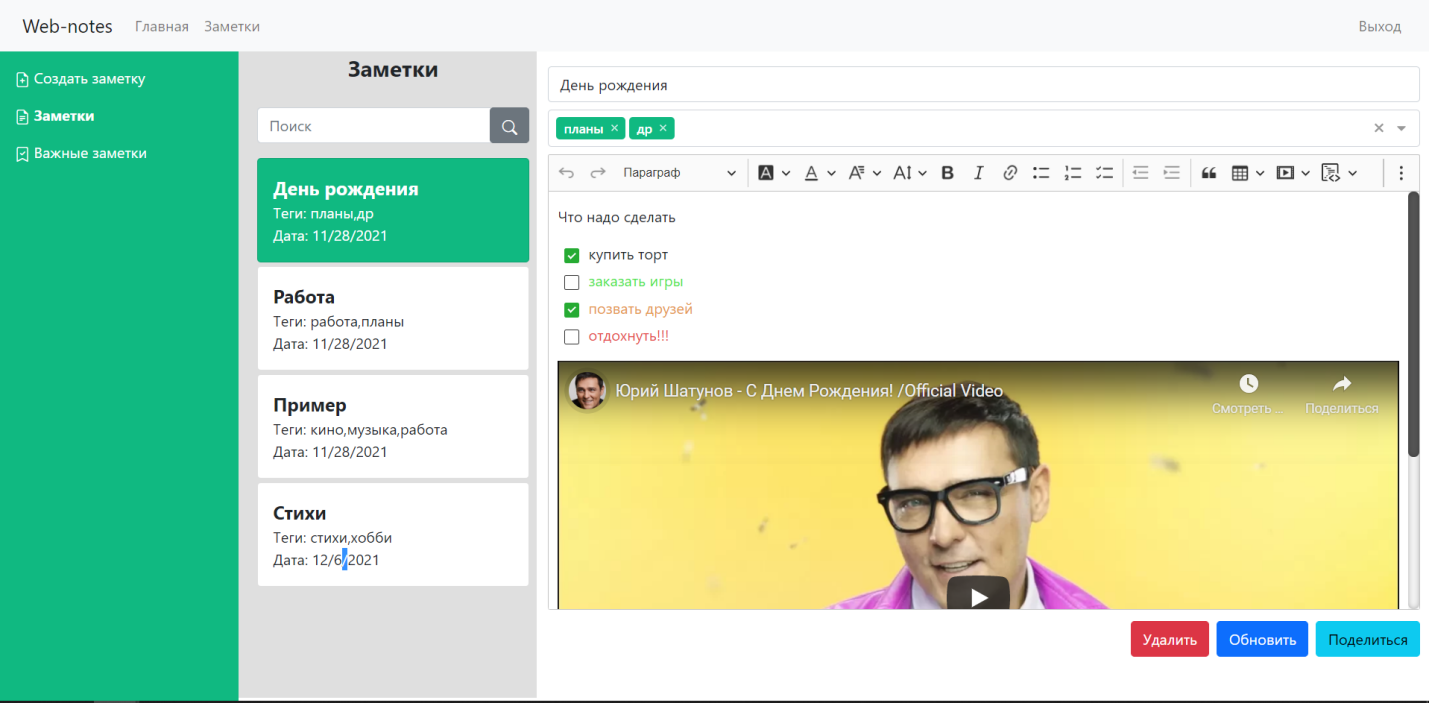 Web-notes Главная Заметки Выход
Создать заметку
Заметки
Важные заметки
Заметки
Поиск
День рождения
Теги: планы,др
Дата: 11/28/2021
Работа
Теги: работа,планы
Дата: 11/28/2021
Пример
Теги: кино,музыка,работа
Дата: 11/28/2021
Стихи
Теги: стихи,хобби
Дата: 12/6/2021
День рождения
планы × др ×
Параграф
Что надо сделать
купить торт
заказать игры
позвать друзей
отдохнуть!!!
Юрий Шатунов - С Днем Рождения! /Official Video
Смотреть ... Поделиться
Удалить Обновить Поделиться